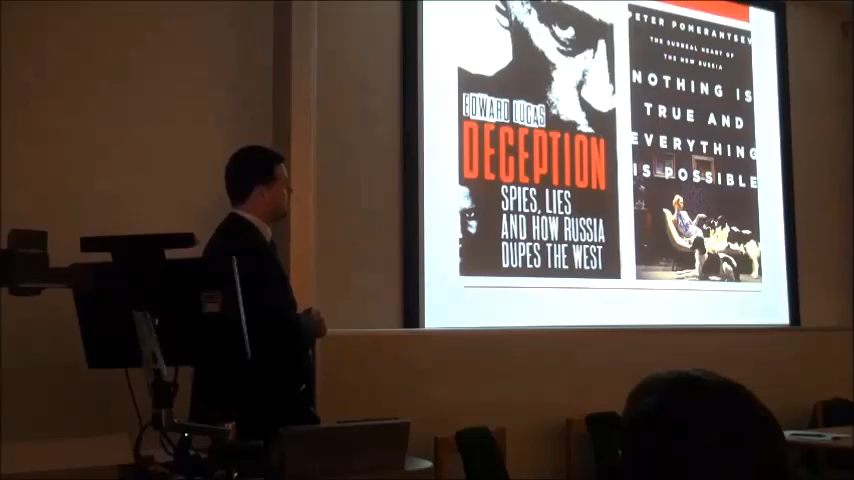 EDWARD LUCAS
DECEPTION
SPIES, LIES
AND HOW RUSSIA
DUPES THE WEST
PETER POMERANTSEV
THE SURREAL HEART OF
THE NEW RUSSIA
NOTHING IS
TRUE AND
EVERYTHING
IS POSSIBLE